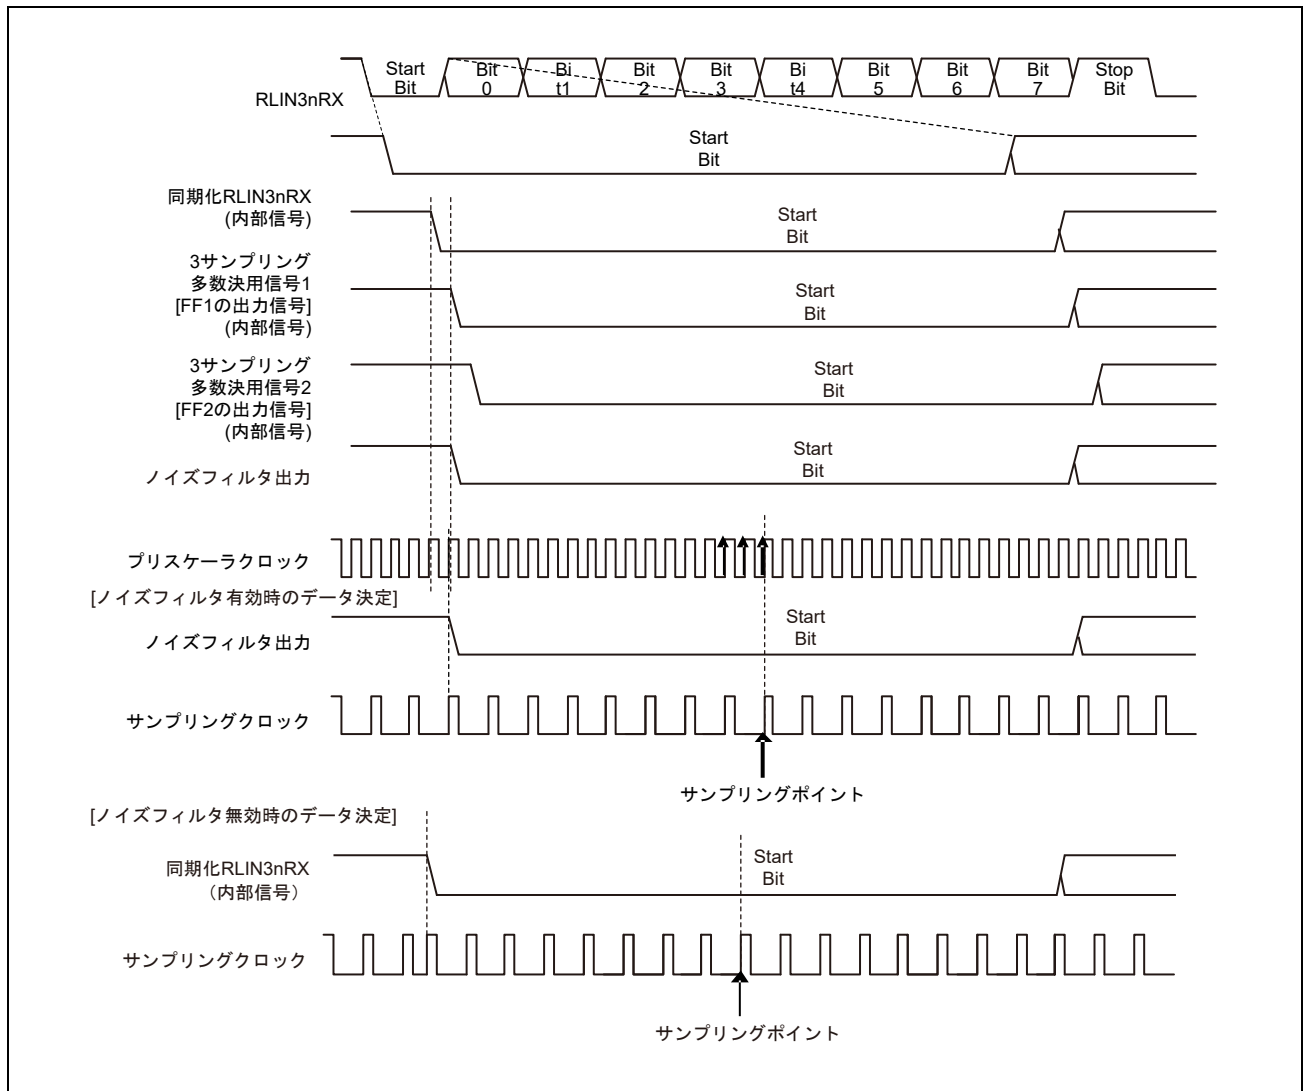 Start
Bit
Bit
0
Bi
t1
Bit
2
Bit
3
Bi
t4
Bit
5
Bit
6
Bit
7
Stop
Bit
RLIN3nRX
Start
Bit
同期化RLIN3nRX
(内部信号)
Start
Bit
3サンプリング
多数決用信号1
[FF1の出力信号]
(内部信号)
Start
Bit
3サンプリング
多数決用信号2
[FF2の出力信号]
(内部信号)
Start
Bit
ノイズフィルタ出力
Start
Bit
プリスケーラクロック
[ノイズフィルタ有効時のデータ決定]
ノイズフィルタ出力
Start
Bit
サンプリングクロック
サンプリングポイント
[ノイズフィルタ無効時のデータ決定]
同期化RLIN3nRX
（内部信号）
Start
Bit
サンプリングクロック
サンプリングポイント